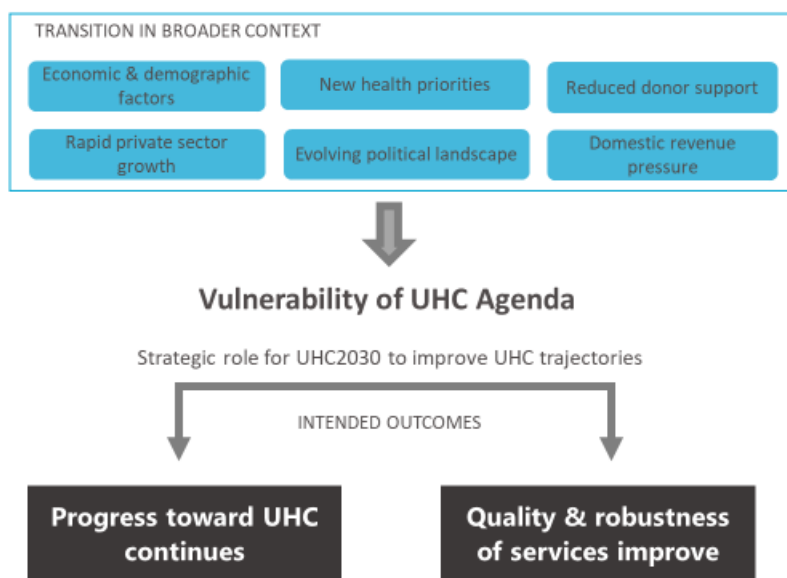 TRANSITION IN BROADER CONTEXT
Economic & demographic
factors
New health priorities
Reduced donor support
Rapid private sector
growth
Evolving political landscape
Domestic revenue
pressure
Vulnerability of UHC Agenda
Strategic role for UHC2030 to improve UHC trajectories
INTENDED OUTCOMES
Progress toward UHC
continues
Quality & robustness
of services improve